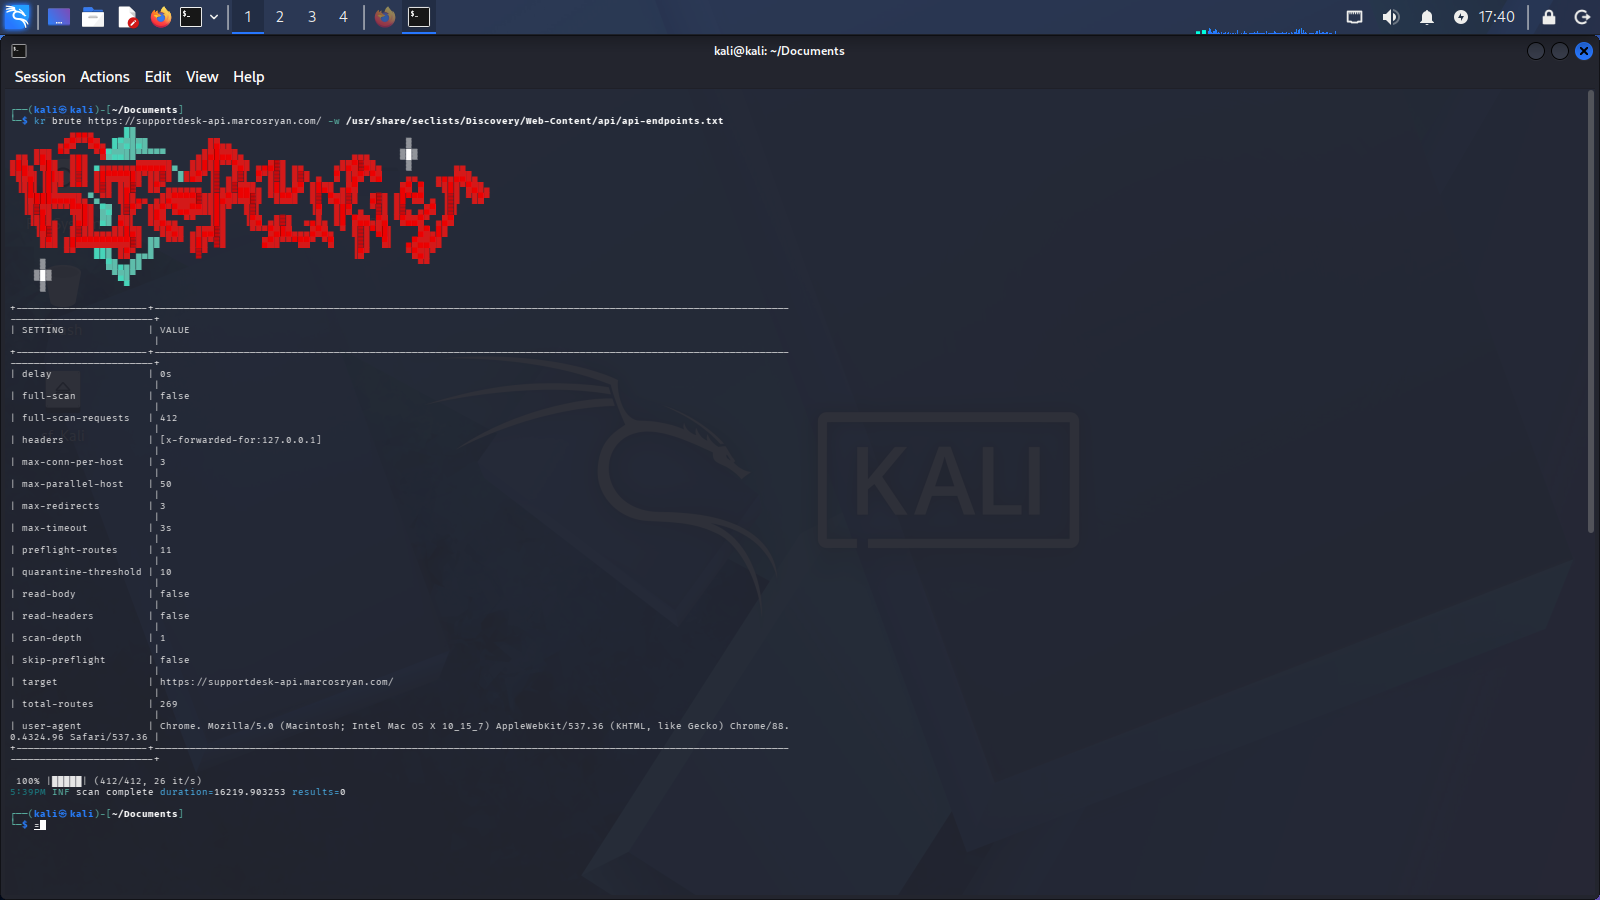 1 2 3 4 17:40
kali@kali: ~/Documents
Session Actions Edit View Help
┌──(kali㉿kali)-[~/Documents]
└─$ kr brute https://supportdesk-api.marcosryan.com/ -w /usr/share/seclists/Discovery/Web-Content/api/api-endpoints.txt
kiterunner
| SETTING | VALUE
| delay | 0s
| full-scan | false
| full-scan-requests | 412
| headers | [x-forwarded-for:127.0.0.1]
| max-conn-per-host | 3
| max-parallel-host | 50
| max-redirects | 3
| max-timeout | 3s
| preflight-routes | 11
| quarantine-threshold | 10
| read-body | false
| read-headers | false
| scan-depth | 1
| skip-preflight | false
| target | https://supportdesk-api.marcosryan.com/
| total-routes | 269
| user-agent | Chrome. Mozilla/5.0 (Macintosh; Intel Mac OS X 10_15_7) AppleWebKit/537.36 (KHTML, like Gecko) Chrome/88.
0.4324.96 Safari/537.36 |
100% |█████| (412/412, 26 it/s)
5:39PM INF scan complete duration=16219.903253 results=0
┌──(kali㉿kali)-[~/Documents]
└─$ =
KALI